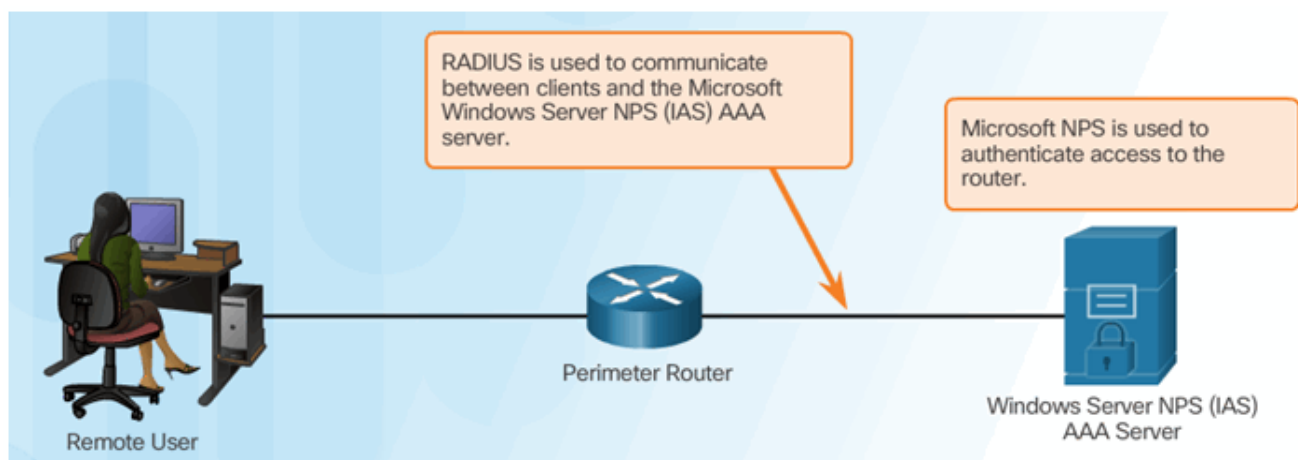 RADIUS is used to communicate
between clients and the Microsoft
Windows Server NPS (IAS) AAA
server.
Microsoft NPS is used to
authenticate access to the
router.
Perimeter Router
Windows Server NPS (IAS)
AAA Server
Remote User